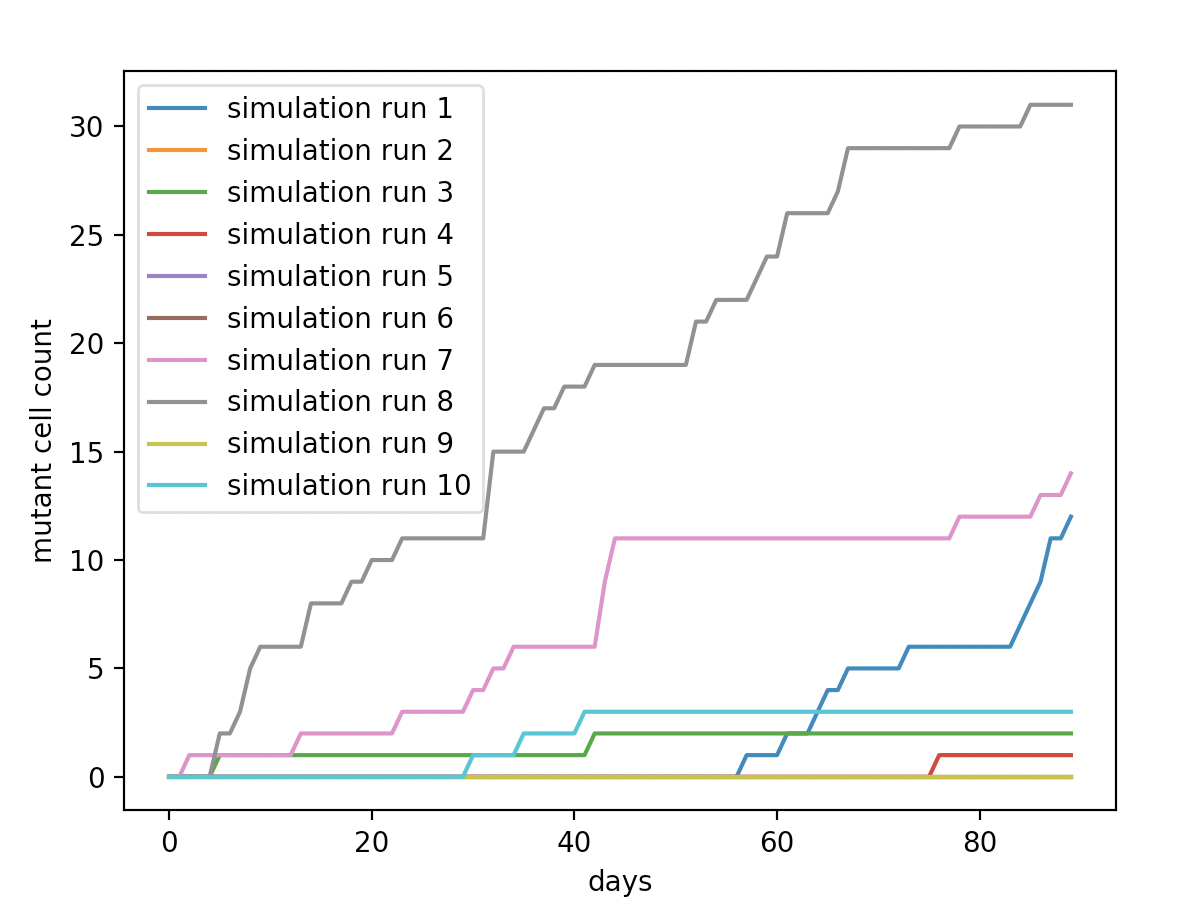 simulation run 1
simulation run 2
simulation run 3
simulation run 4
simulation run 5
simulation run 6
simulation run 7
simulation run 8
simulation run 9
simulation run 10
mutant cell count
30
25
20
15
10
5
0
0 20 40 60 80
days